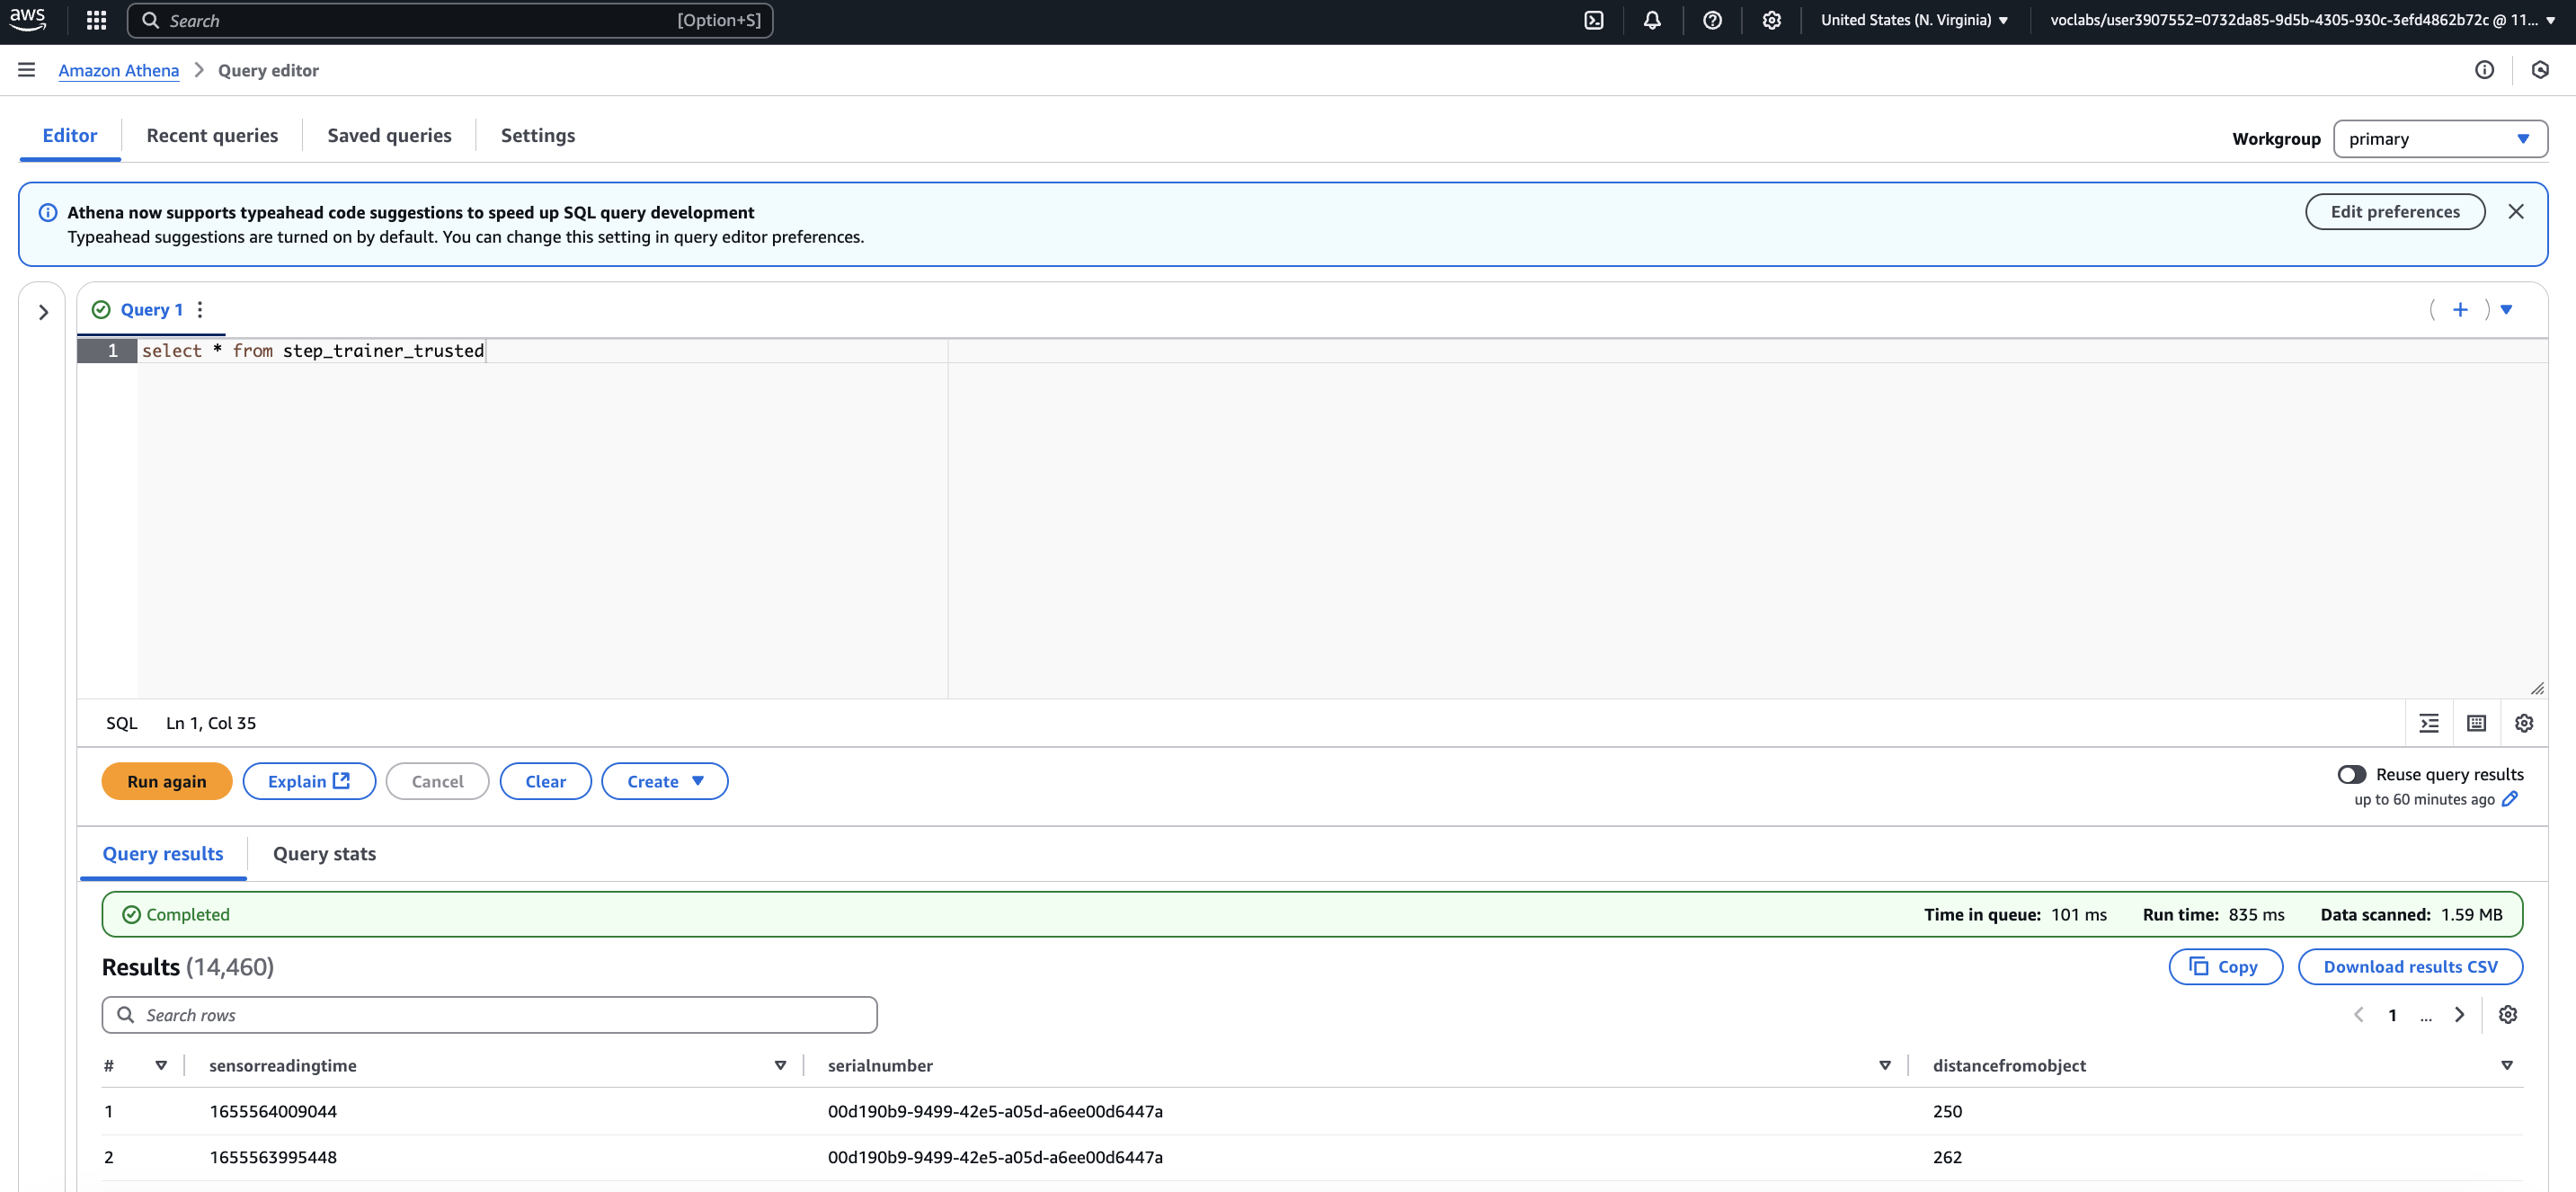 aws Search [Option+S] United States (N. Virginia) voclabs/user3907552=0732da85-9d5b-4305-930c-3efd4862b72c @ 11...
Amazon Athena Query editor
Editor Recent queries Saved queries Settings Workgroup primary
Athena now supports typeahead code suggestions to speed up SQL query development Edit preferences
Typeahead suggestions are turned on by default. You can change this setting in query editor preferences.
Query 1
1 select * from step_trainer_trusted
SQL Ln 1, Col 35
Run again Explain Cancel Clear Create Reuse query results
up to 60 minutes ago
Query results Query stats
Completed Time in queue: 101 ms Run time: 835 ms Data scanned: 1.59 MB
Results (14,460) Copy Download results CSV
Search rows 1 ...
# sensorreadingtime serialnumber distancefromobject
1 1655564009044 00d190b9-9499-42e5-a05d-a6ee00d6447a 250
2 1655563995448 00d190b9-9499-42e5-a05d-a6ee00d6447a 262